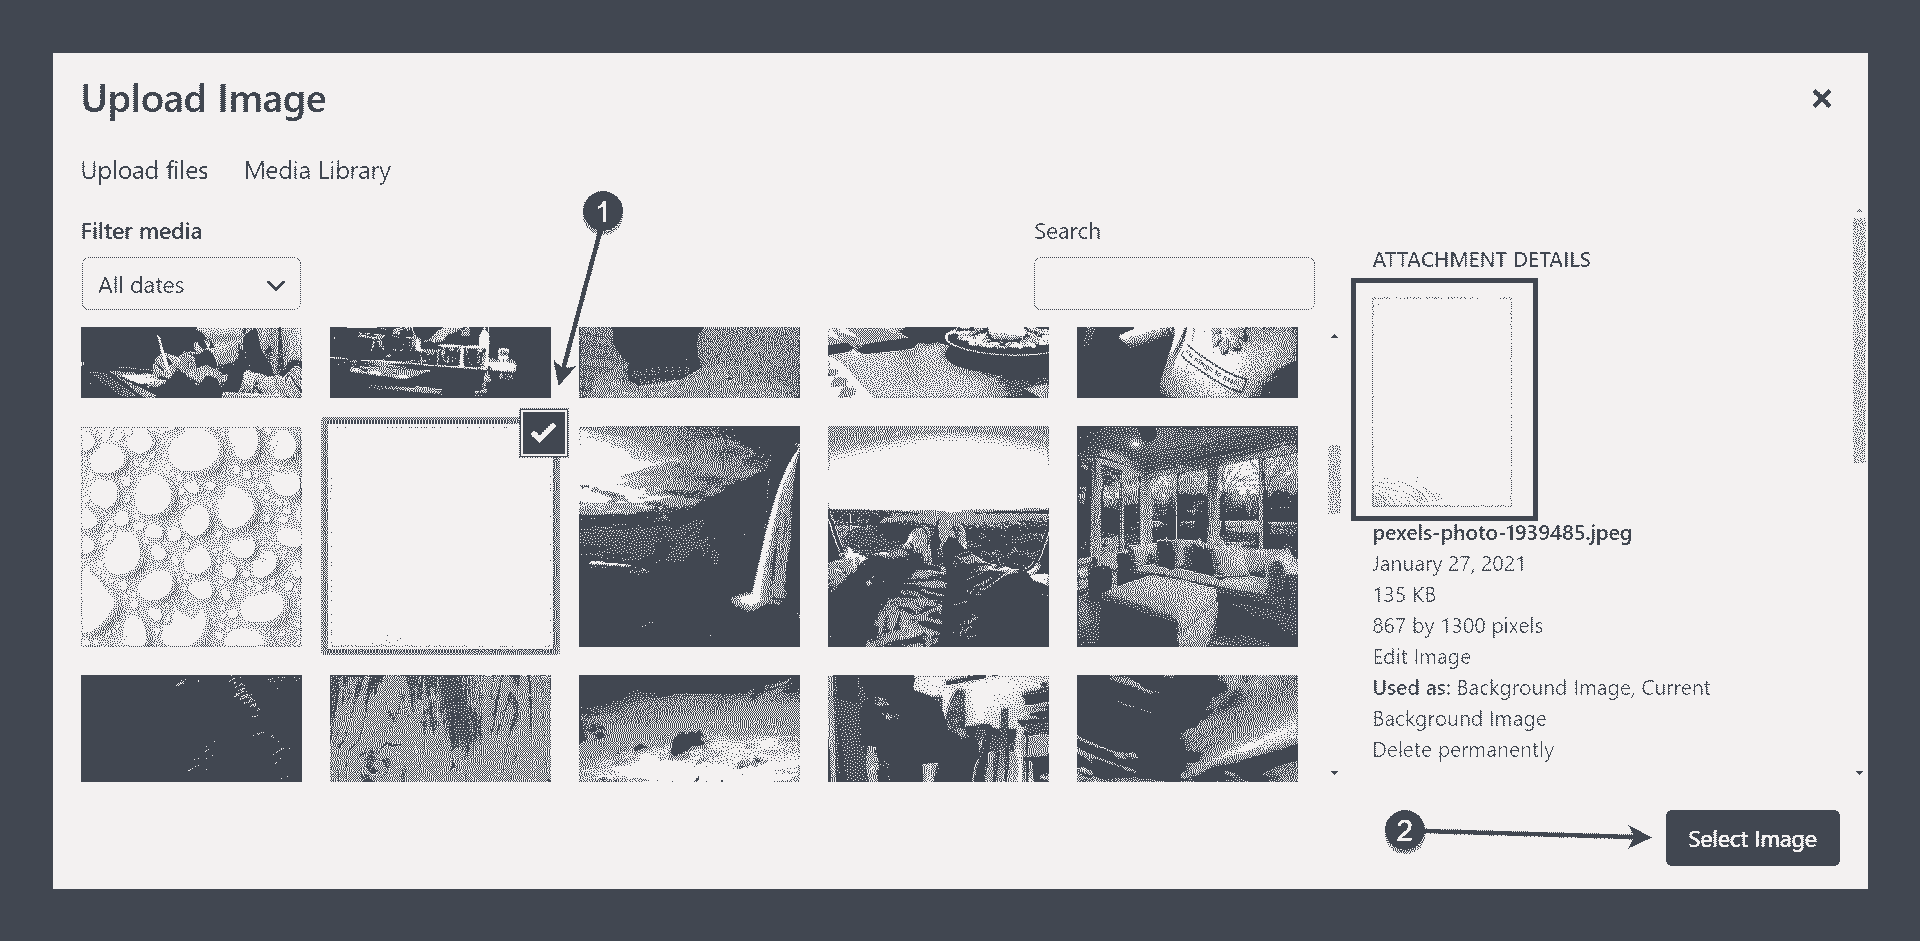 Upload Image
Upload files
Media Library
1
Filter media
Search
All dates
ATTACHMENT DETAILS
pexels-photo-1939485.jpeg
January 27, 2021
135 KB
867 by 1300 pixels
Edit Image
Used as: Background Image, Current
Background Image
Delete permanently
2
Select Image